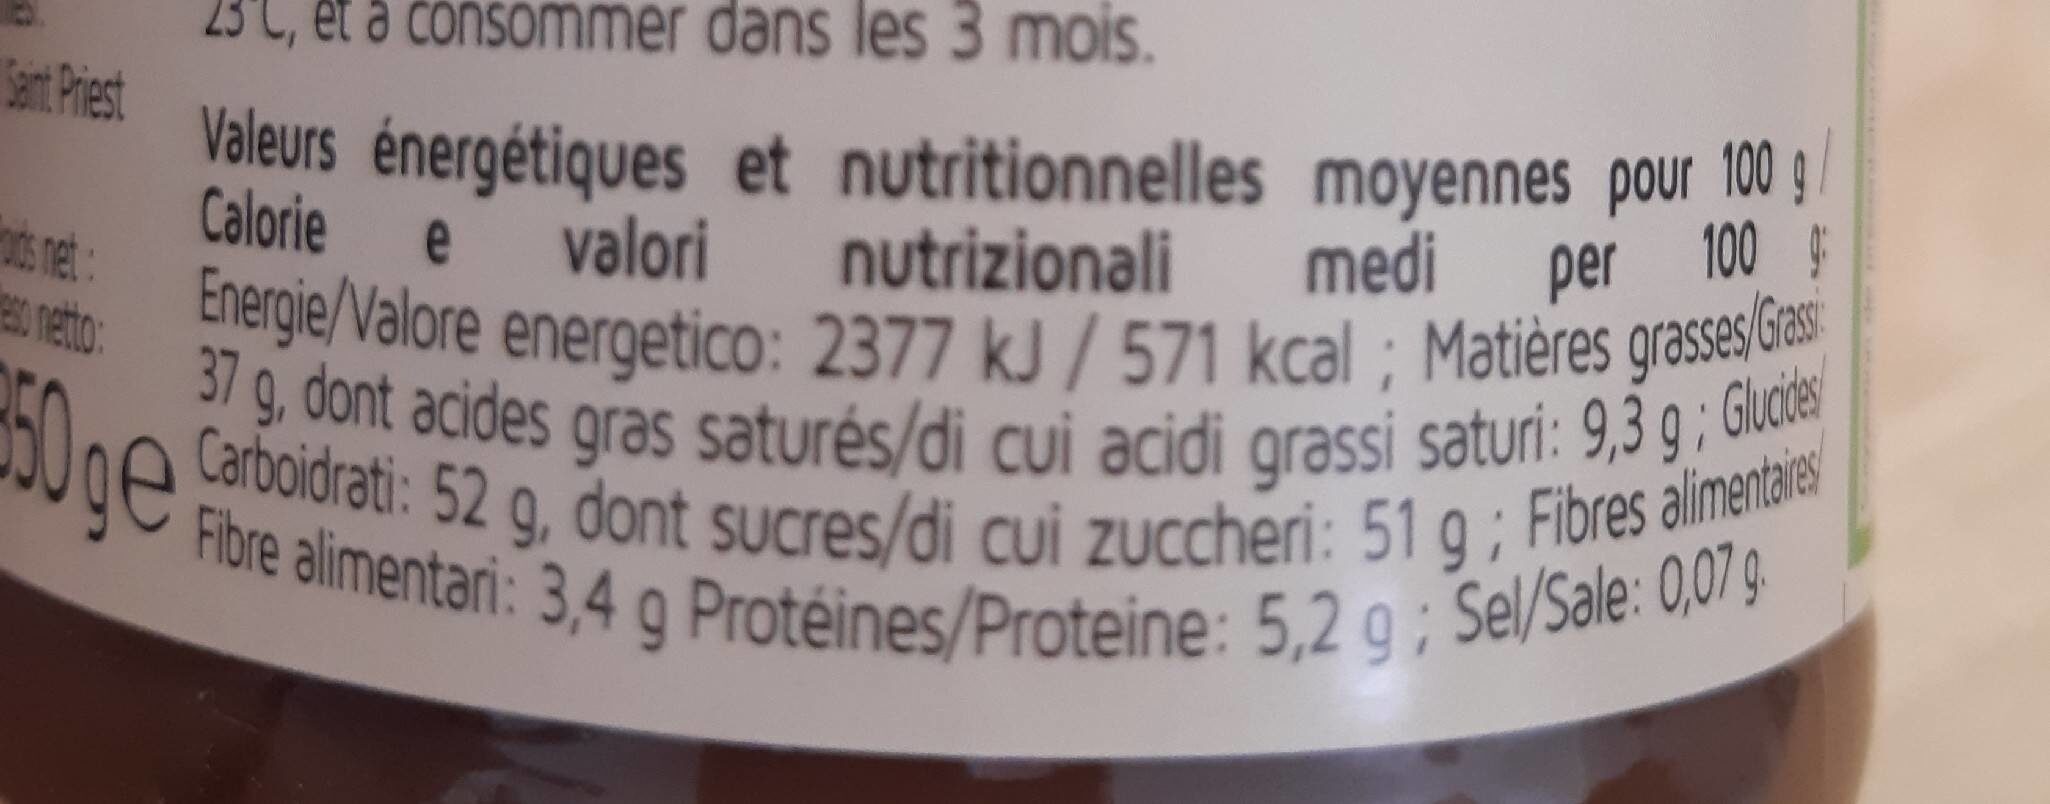 23°C, et à consommer dans les 3 mois.
Saint Priest
Valeurs énergétiques et nutritionnelles moyennes pour 100 g /
Calorie e valori nutrizionali medi per 100 g:
Energie/Valore energetico: 2377 kJ / 571 kcal ; Matières grasses/Grassi:
37 g, dont acides gras saturés/di cui acidi grassi saturi: 9,3 g ; Glucides/
Carboidrati: 52 g, dont sucres/di cui zuccheri: 51 g ; Fibres alimentaires/
Fibre alimentari: 3,4 g Protéines/Proteine: 5,2 g ; Sel/Sale: 0,07 g.
net :
netto:
350 g e